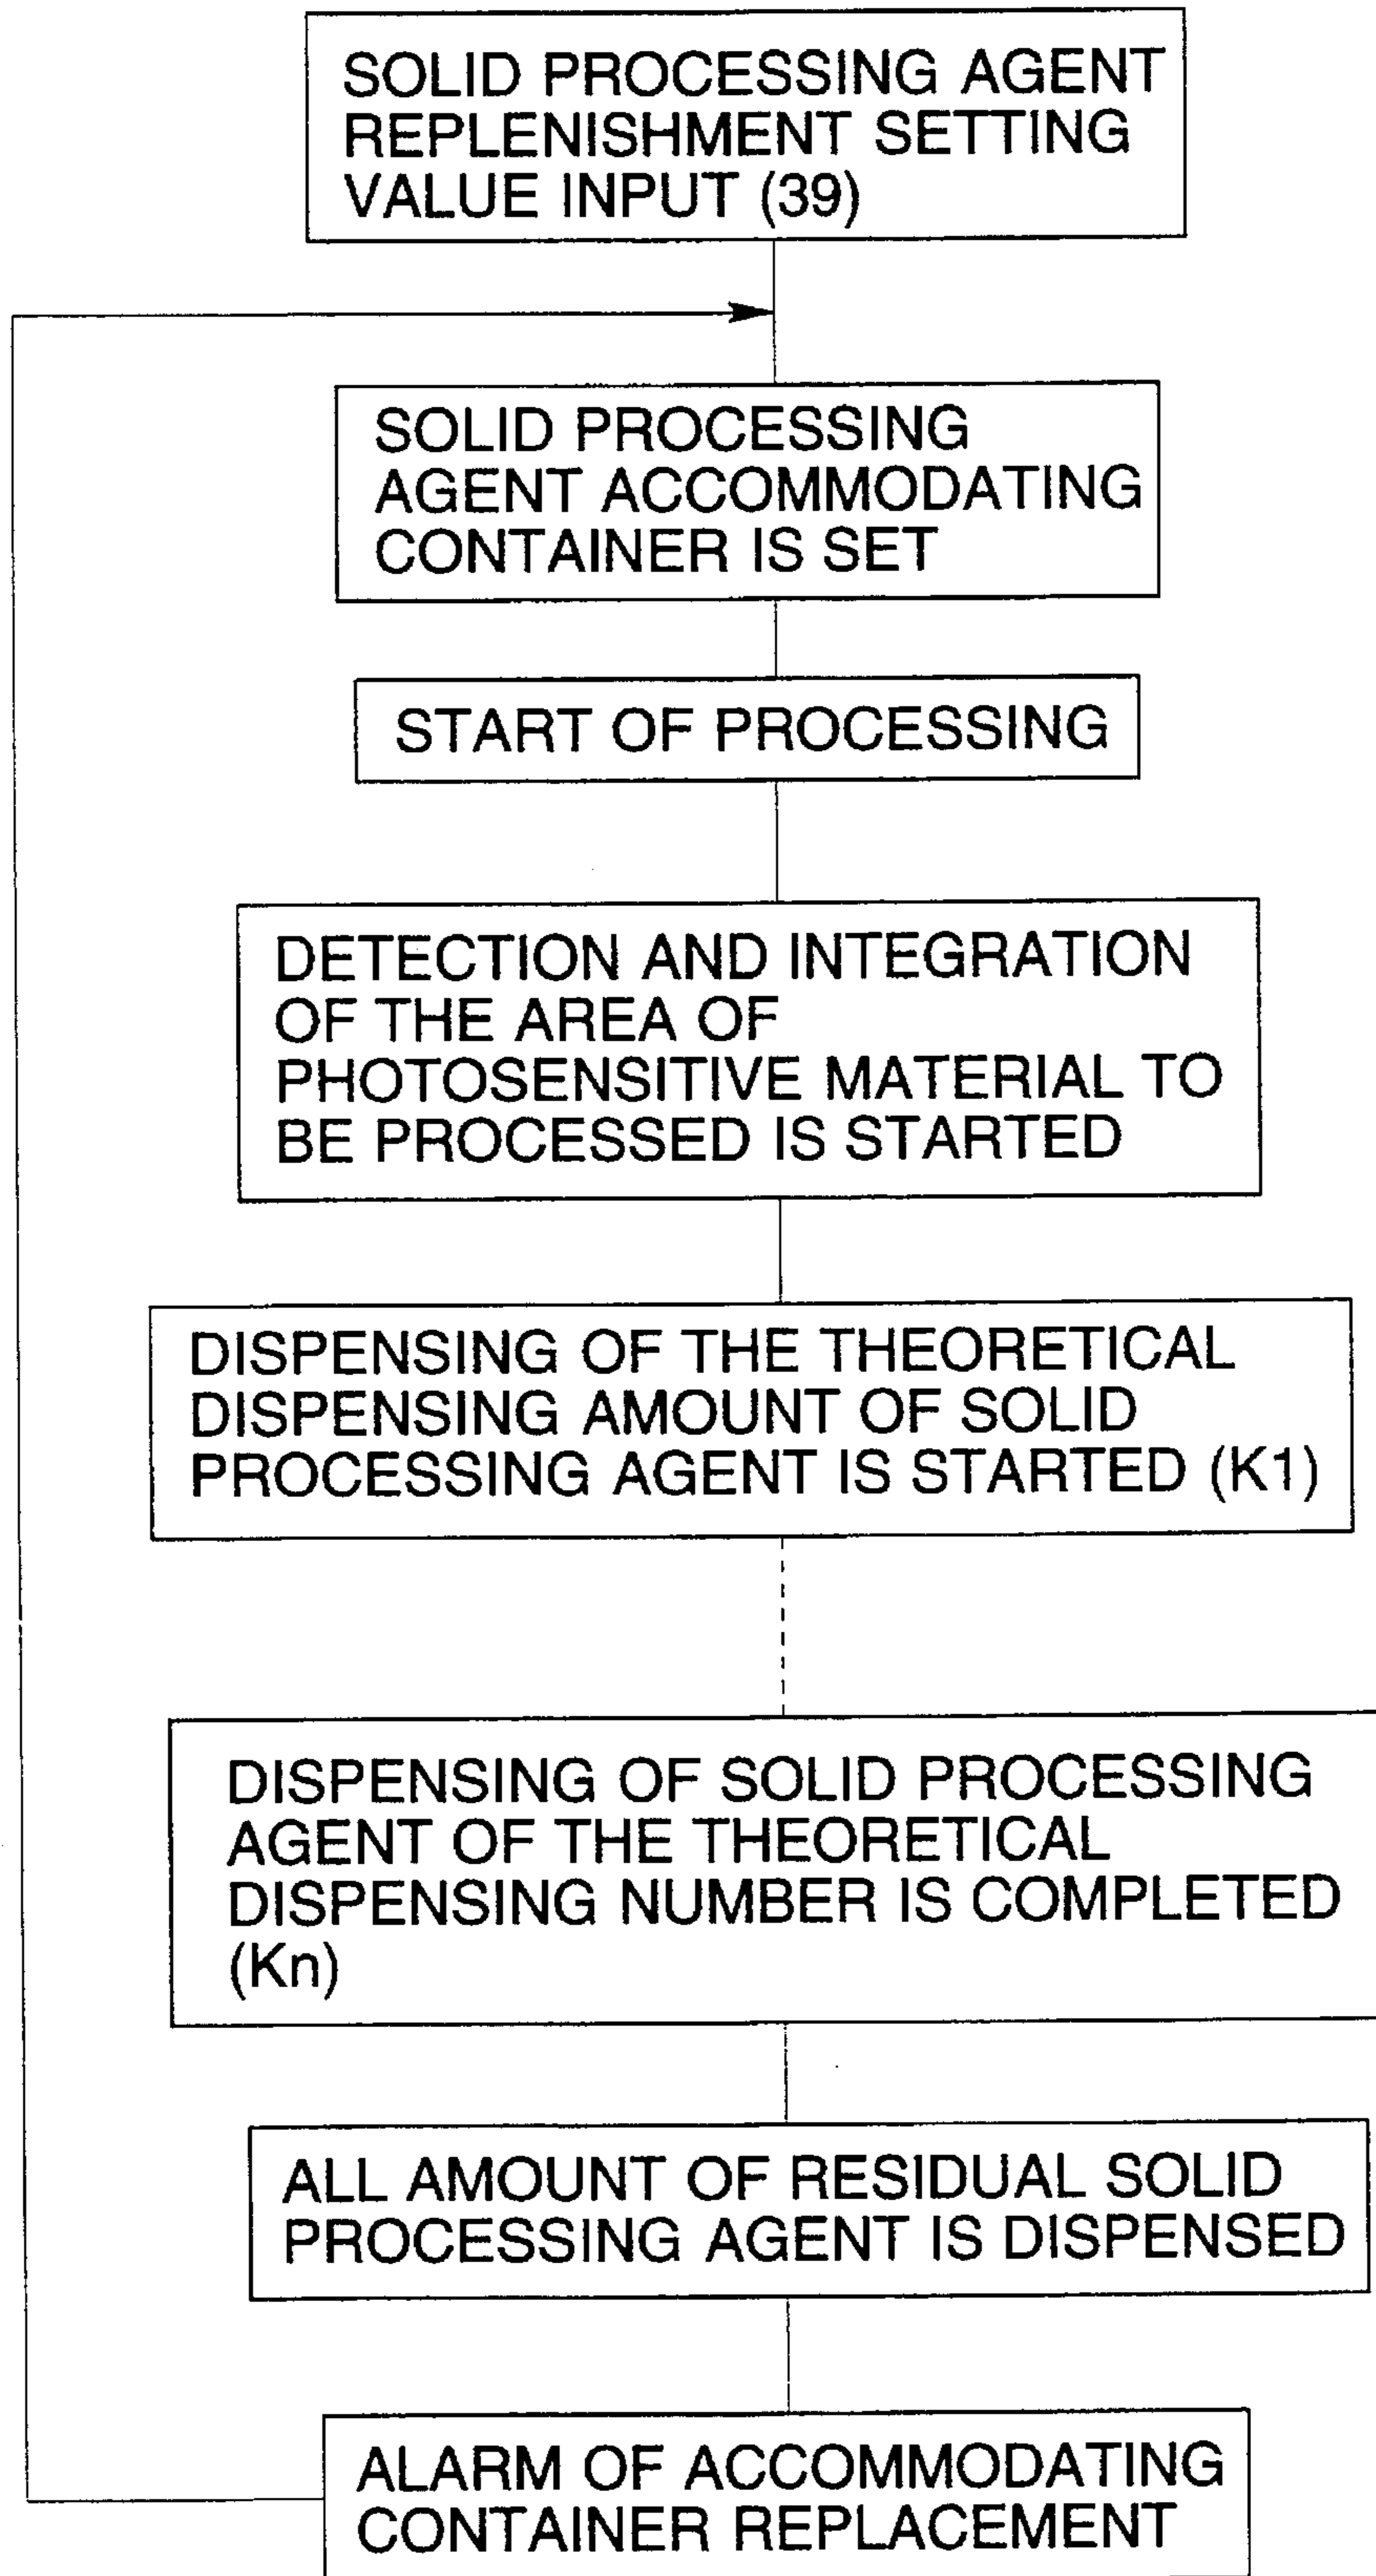 SOLID PROCESSING AGENT
REPLENISHMENT SETTING
VALUE INPUT (39)
SOLID PROCESSING
AGENT ACCOMMODATING
CONTAINER IS SET
START OF PROCESSING
DETECTION AND INTEGRATION
OF THE AREA OF
PHOTOSENSITIVE MATERIAL TO
BE PROCESSED IS STARTED
DISPENSING OF THE THEORETICAL
DISPENSING AMOUNT OF SOLID
PROCESSING AGENT IS STARTED (K1)
DISPENSING OF SOLID PROCESSING
AGENT OF THE THEORETICAL
DISPENSING NUMBER IS COMPLETED
(Kn)
ALL AMOUNT OF RESIDUAL SOLID
PROCESSING AGENT IS DISPENSED
ALARM OF ACCOMMODATING
CONTAINER REPLACEMENT